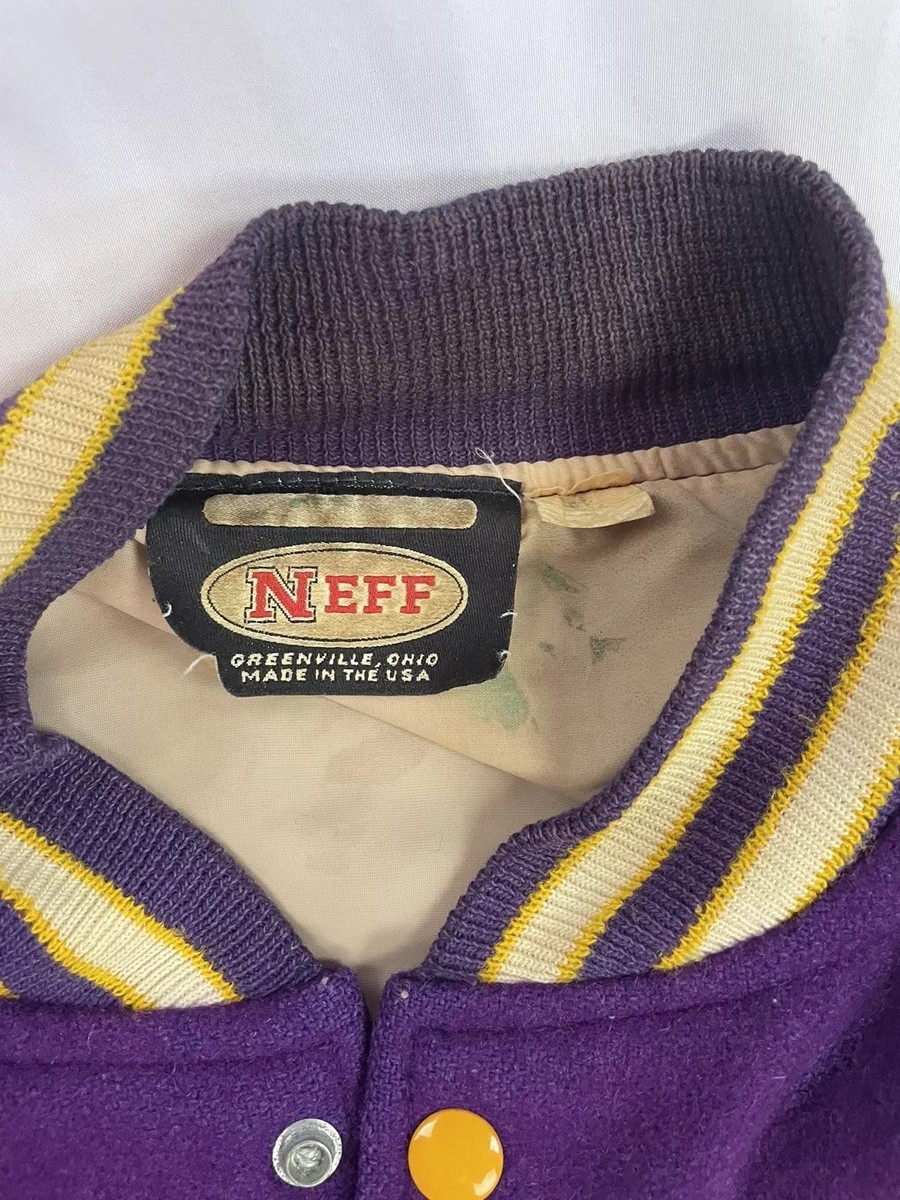 NEFF
GREENVILLE, OHIO
MADE IN THE USA